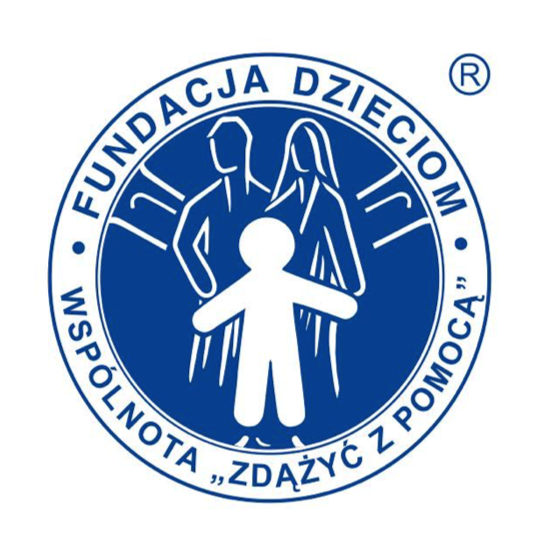 FUNDACJA DZIECIOM
WSPÓLNOTA „ZDĄŻYĆ Z POMOCĄ”
®